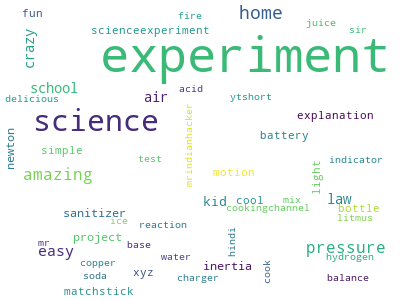 fun
fire
home
juice
sir
scienceexperiment
crazy
experiment
school
air
acid
ytshort
delicious
science
mrindianhacker
explanation
newton
simple
battery
test
indicator
amazing
motion
light
kid
cool
mix
law
cookingchannel
bottle
litmus
sanitizer
ice
reaction
project
hindi
mr
easy
base
pressure
water
hydrogen
copper
xyz
inertia
cook
soda
charger
balance
matchstick